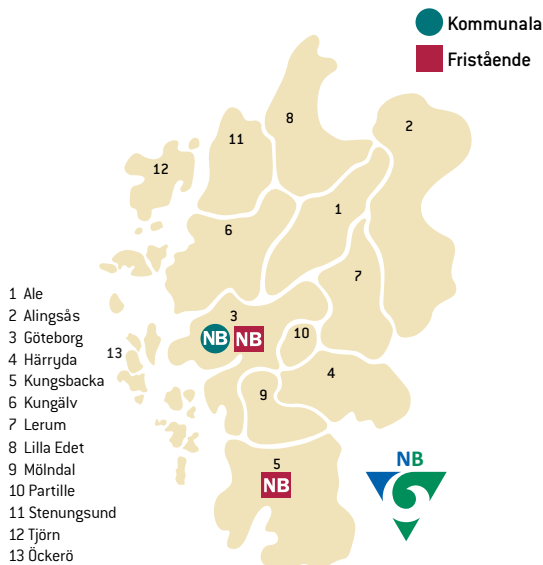 Kommunala
Fristående
8
2
11
12
1
6
7
3
NB
NB
10
13
4
9
5
NB
1 Ale
2 Alingsås
3 Göteborg
4 Härryda
5 Kungsbacka
6 Kungälv
7 Lerum
8 Lilla Edet
9 Mölndal
10 Partille
11 Stenungsund
12 Tjörn
13 Öckerö
NB